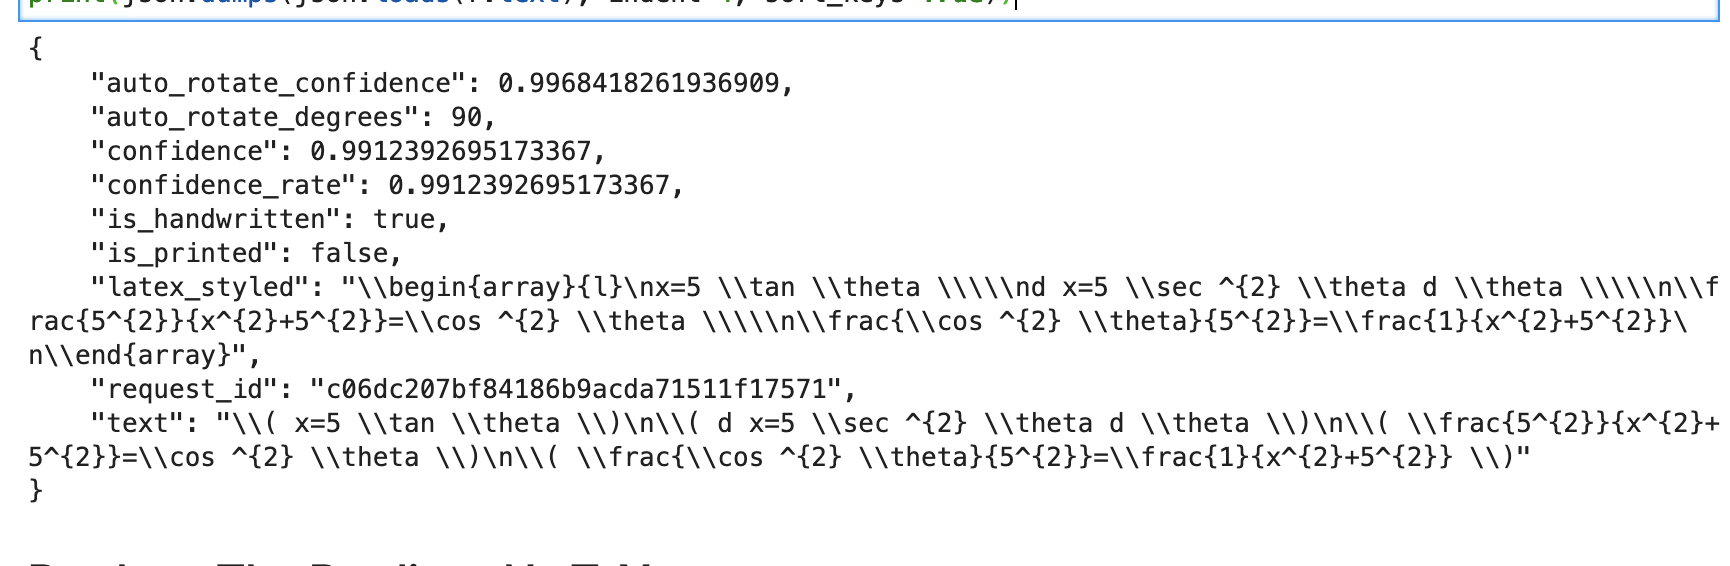 print(json.dumps(json.loads(r.text), indent=4, sort_keys=True))
{
    "auto_rotate_confidence": 0.9968418261936909,
    "auto_rotate_degrees": 90,
    "confidence": 0.9912392695173367,
    "confidence_rate": 0.9912392695173367,
    "is_handwritten": true,
    "is_printed": false,
    "latex_styled": "\\begin{array}{l}\nx=5 \\tan \\theta \\\\\nd x=5 \\sec ^{2} \\theta d \\theta \\\\\n\\f
rac{5^{2}}{x^{2}+5^{2}}=\\cos ^{2} \\theta \\\\\n\\frac{\\cos ^{2} \\theta}{5^{2}}=\\frac{1}{x^{2}+5^{2}}\
n\\end{array}",
    "request_id": "c06dc207bf84186b9acda71511f17571",
    "text": "\\( x=5 \\tan \\theta \\)\n\\( d x=5 \\sec ^{2} \\theta d \\theta \\)\n\\( \\frac{5^{2}}{x^{2}+
5^{2}}=\\cos ^{2} \\theta \\)\n\\( \\frac{\\cos ^{2} \\theta}{5^{2}}=\\frac{1}{x^{2}+5^{2}} \\)"
}